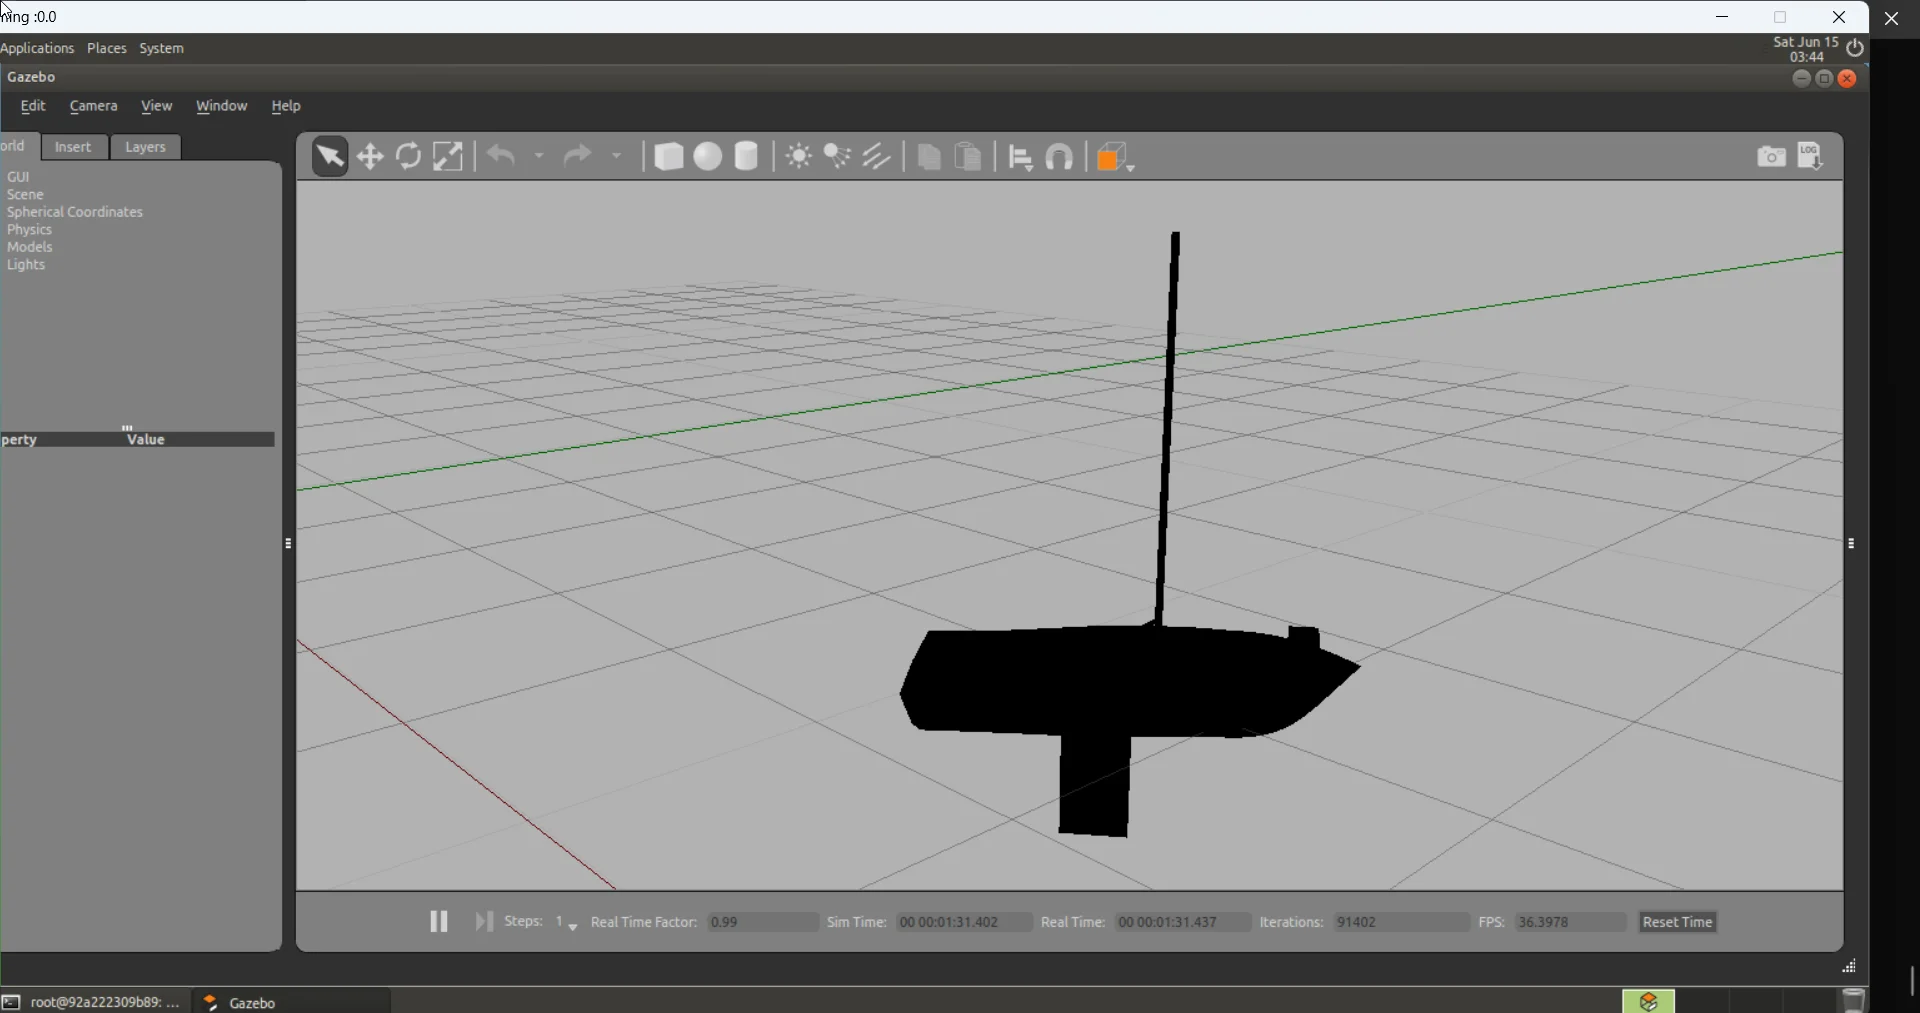 ning :0.0
Applications Places System
Sat Jun 15
03:44
Gazebo
Edit Camera View Window Help
orld Insert Layers
LOG
GUI
Scene
Spherical Coordinates
Physics
Models
Lights
perty Value
Steps: 1 Real Time Factor: 0.99 Sim Time: 00 00:01:31.402 Real Time: 00 00:01:31.437 Iterations: 91402 FPS: 36.3978 Reset Time
root@92a222309b89: ... Gazebo